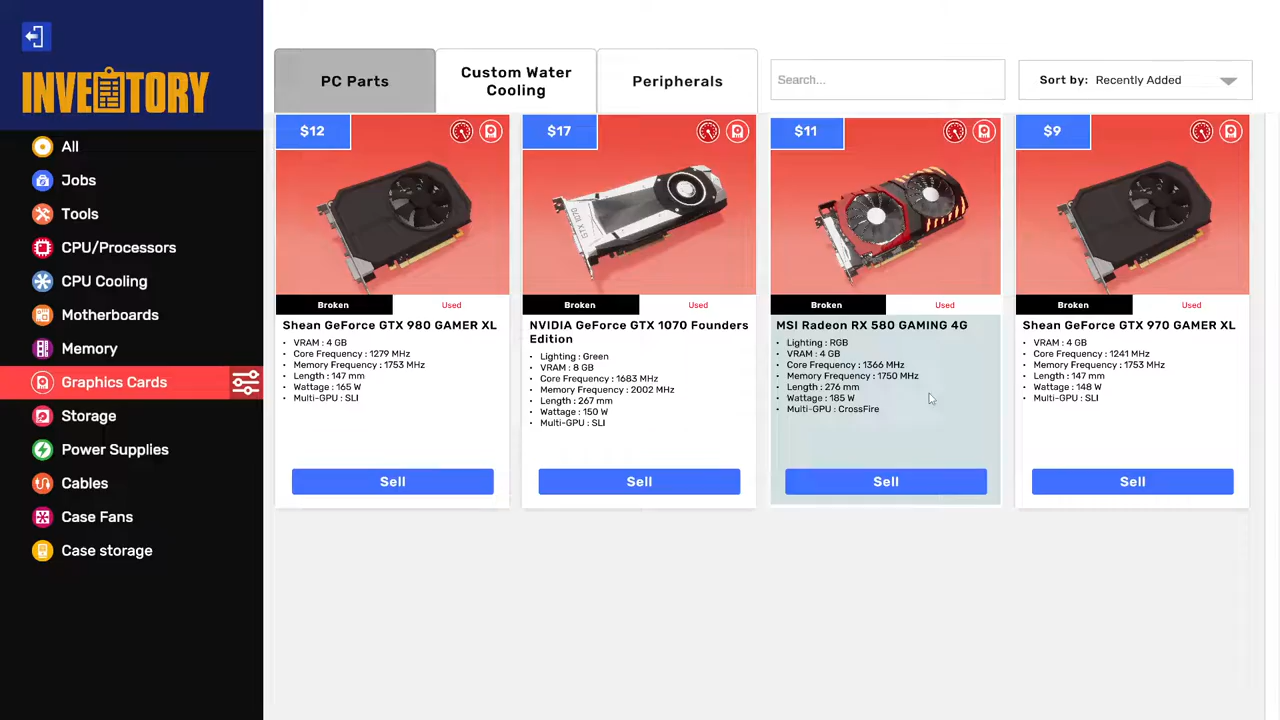 INVENTORY
All
Jobs
Tools
CPU/Processors
CPU Cooling
Motherboards
Memory
Graphics Cards
Storage
Power Supplies
Cables
Case Fans
Case storage
PC Parts
Custom Water
Cooling
Peripherals
Search...
Sort by: Recently Added
$12
Broken
Used
Shean GeForce GTX 980 GAMER XL
• VRAM : 4 GB
• Core Frequency : 1279 MHz
• Memory Frequency : 1753 MHz
• Length : 147 mm
• Wattage : 165 W
• Multi-GPU : SLI
Sell
$17
GTX 1070
Broken
Used
NVIDIA GeForce GTX 1070 Founders
Edition
• Lighting : Green
• VRAM : 8 GB
• Core Frequency : 1683 MHz
• Memory Frequency : 2002 MHz
• Length : 267 mm
• Wattage : 150 W
• Multi-GPU : SLI
Sell
$11
Broken
Used
MSI Radeon RX 580 GAMING 4G
• Lighting : RGB
• VRAM : 4 GB
• Core Frequency : 1366 MHz
• Memory Frequency : 1750 MHz
• Length : 276 mm
• Wattage : 185 W
• Multi-GPU : CrossFire
Sell
$9
Broken
Used
Shean GeForce GTX 970 GAMER XL
• VRAM : 4 GB
• Core Frequency : 1241 MHz
• Memory Frequency : 1753 MHz
• Length : 147 mm
• Wattage : 148 W
• Multi-GPU : SLI
Sell